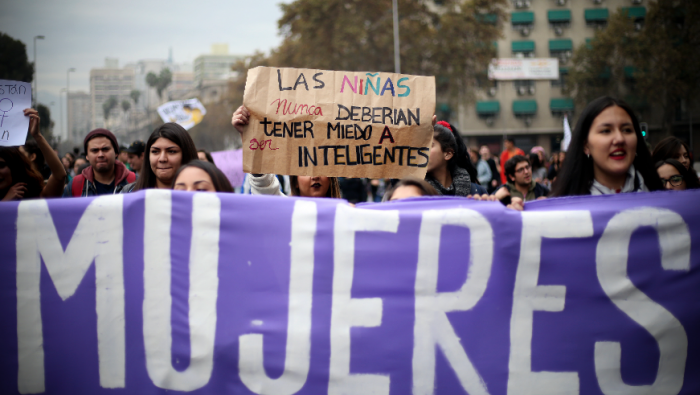 LAS NIÑAS
nunca DEBERIAN
TENER MIEDO A
ser INTELIGENTES
MUJERES